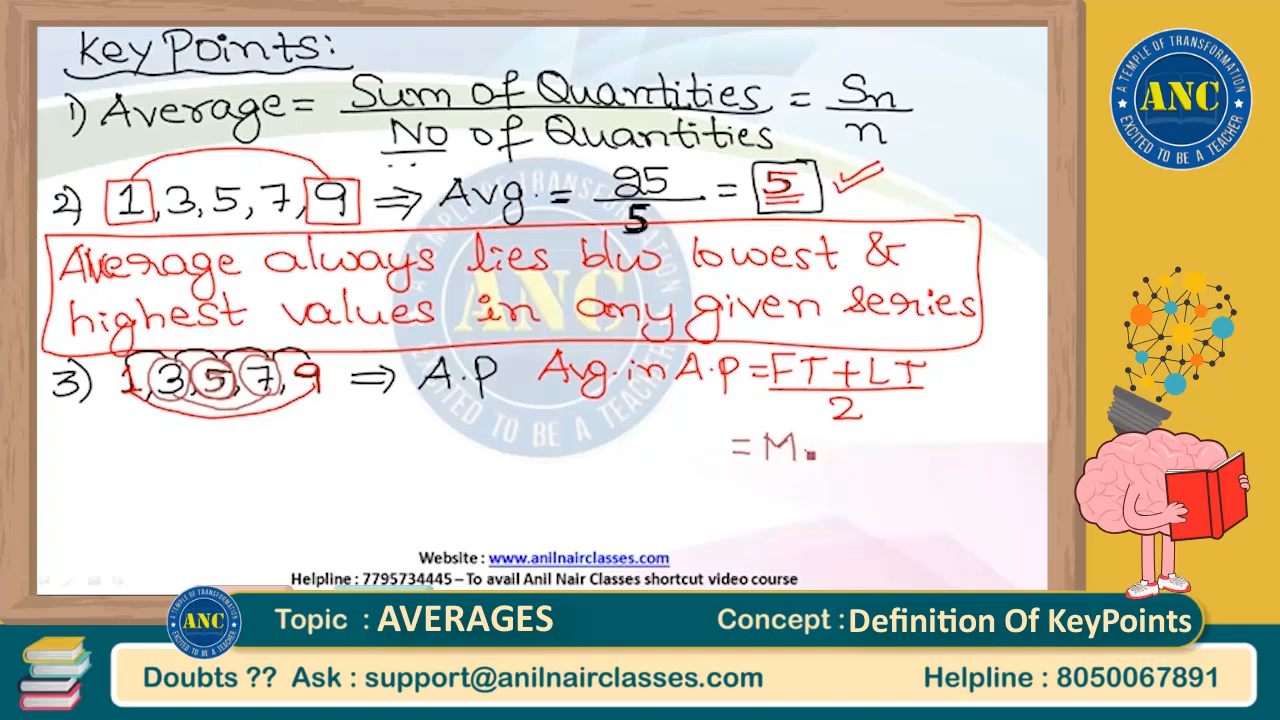 Key Points:
1) Average = Sum of Quantities / No of Quantities = Sn / n
2) 1, 3, 5, 7, 9 ⇒ Avg. = 25 / 5 = 5 ✓
Average always lies b/w lowest &
highest values in any given series
3) 1, 3, 5, 7, 9 ⇒ A.P Avg. in A.P = FT + LT / 2
= M.
Website : www.anilnairclasses.com
Helpline : 7795734445 – To avail Anil Nair Classes shortcut video course
A TEMPLE OF TRANSFORMATION
ANC
EXCITED TO BE A TEACHER
Topic : AVERAGES
Concept : Definition Of KeyPoints
Doubts ?? Ask : support@anilnairclasses.com
Helpline : 8050067891